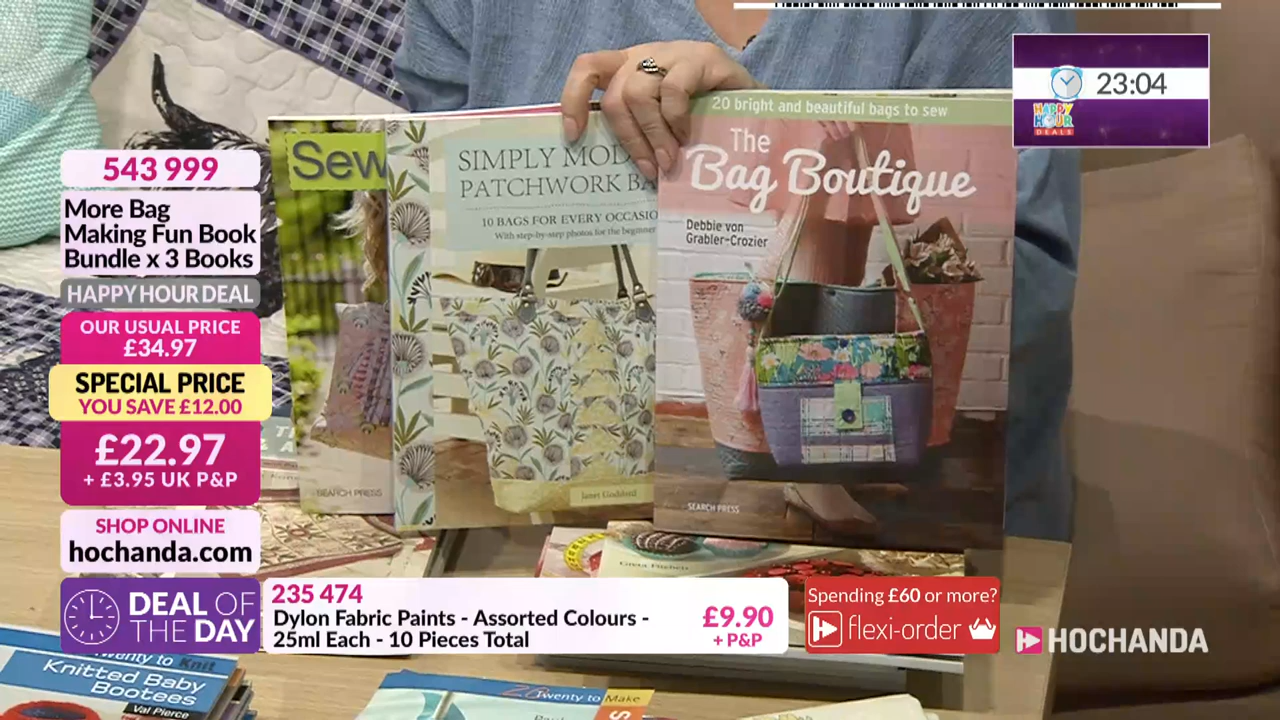 23:04
HAPPY
HOUR
DEALS
20 bright and beautiful bags to sew
The
Bag Boutique
Debbie von
Grabler-Crozier
SEARCH PRESS
Sew
SIMPLY MOD
PATCHWORK BA
10 BAGS FOR EVERY OCCASIO
With step-by-step photos for the beginner
Janet Goddard
SEARCH PRESS
543 999
More Bag
Making Fun Book
Bundle x 3 Books
HAPPY HOUR DEAL
OUR USUAL PRICE
£34.97
SPECIAL PRICE
YOU SAVE £12.00
£22.97
+ £3.95 UK P&P
SHOP ONLINE
hochanda.com
DEAL OF
THE DAY
235 474
Dylon Fabric Paints - Assorted Colours -
25ml Each - 10 Pieces Total
£9.90
+ P&P
Spending £60 or more?
flexi-order
HOCHANDA
Twenty to Knit
Knitted Baby
Bootees
Val Pierce
Twenty to Make